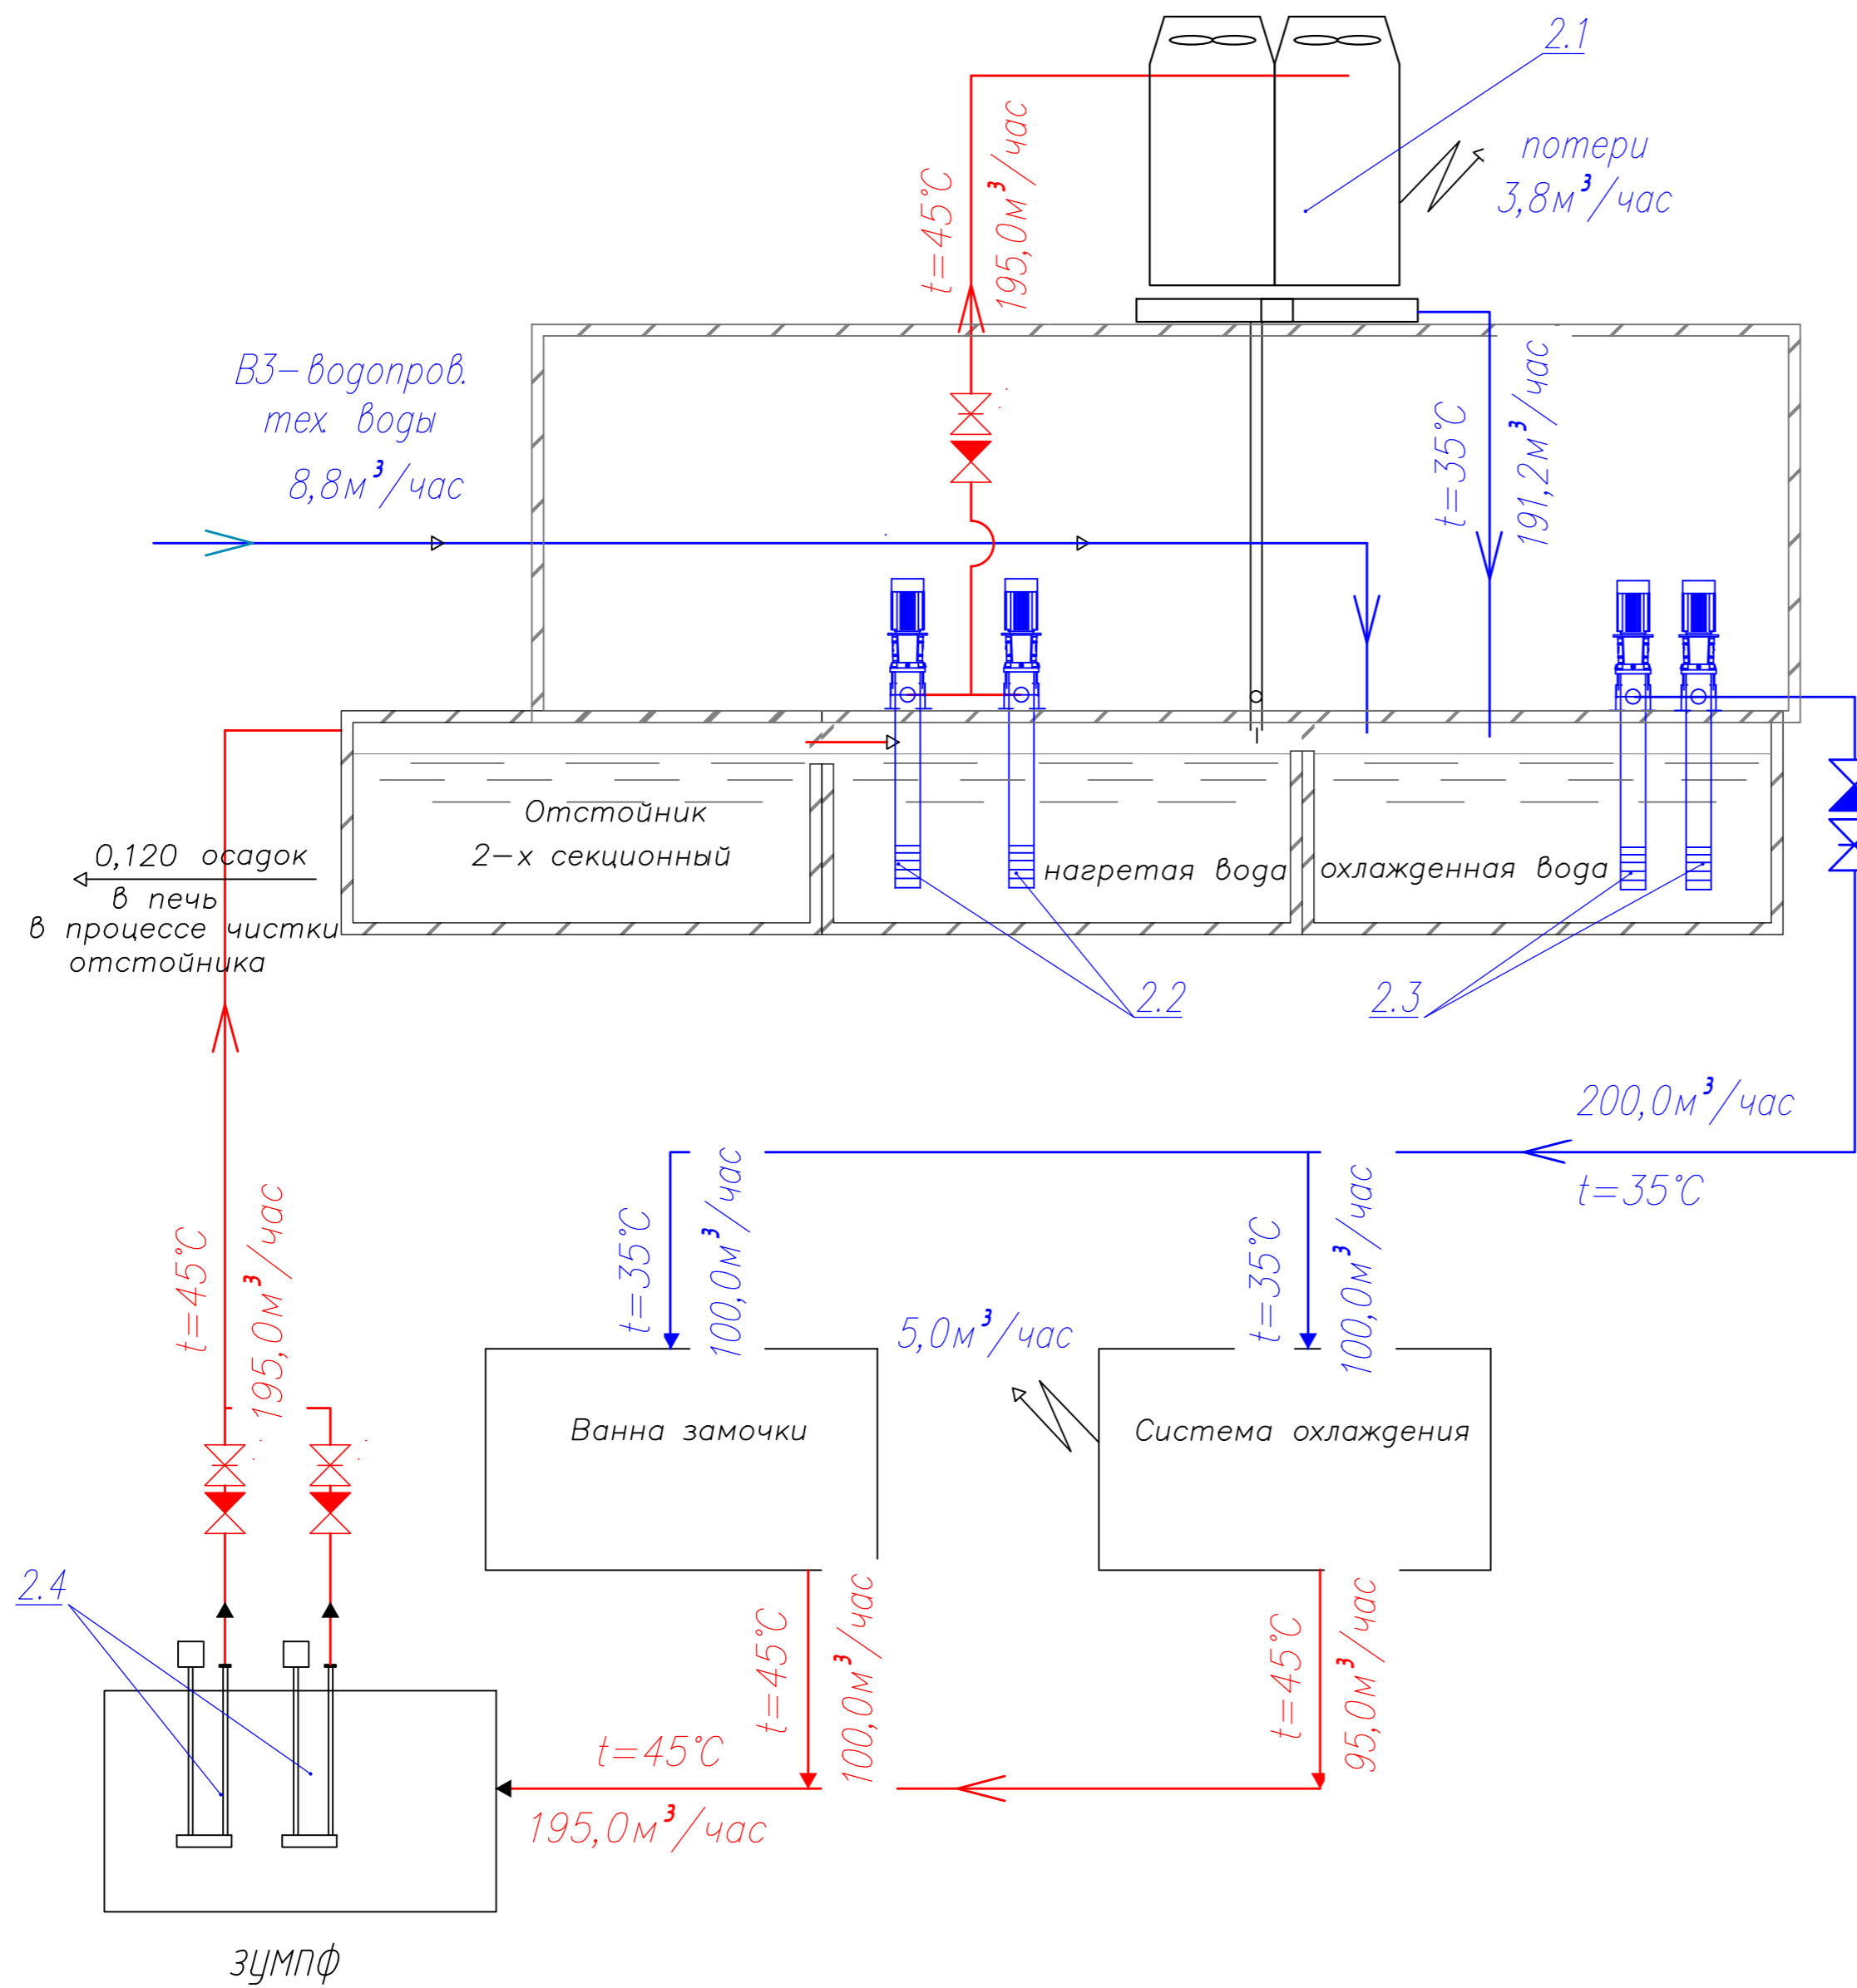 2.1
потери
3,8м³/час
t=45°C
195,0м³/час
В3-водопров.
тех. воды
8,8м³/час
t=35°C
191,2м³/час
Отстойник
2-х секционный
нагретая вода
охлажденная вода
0,120 осадок
в печь
в процессе чистки
отстойника
2.2
2.3
200,0м³/час
t=35°C
t=35°C
100,0м³/час
t=35°C
100,0м³/час
t=45°C
195,0м³/час
5,0м³/час
Ванна замочки
Система охлаждения
2.4
t=45°C
100,0м³/час
t=45°C
95,0м³/час
t=45°C
195,0м³/час
зумпф